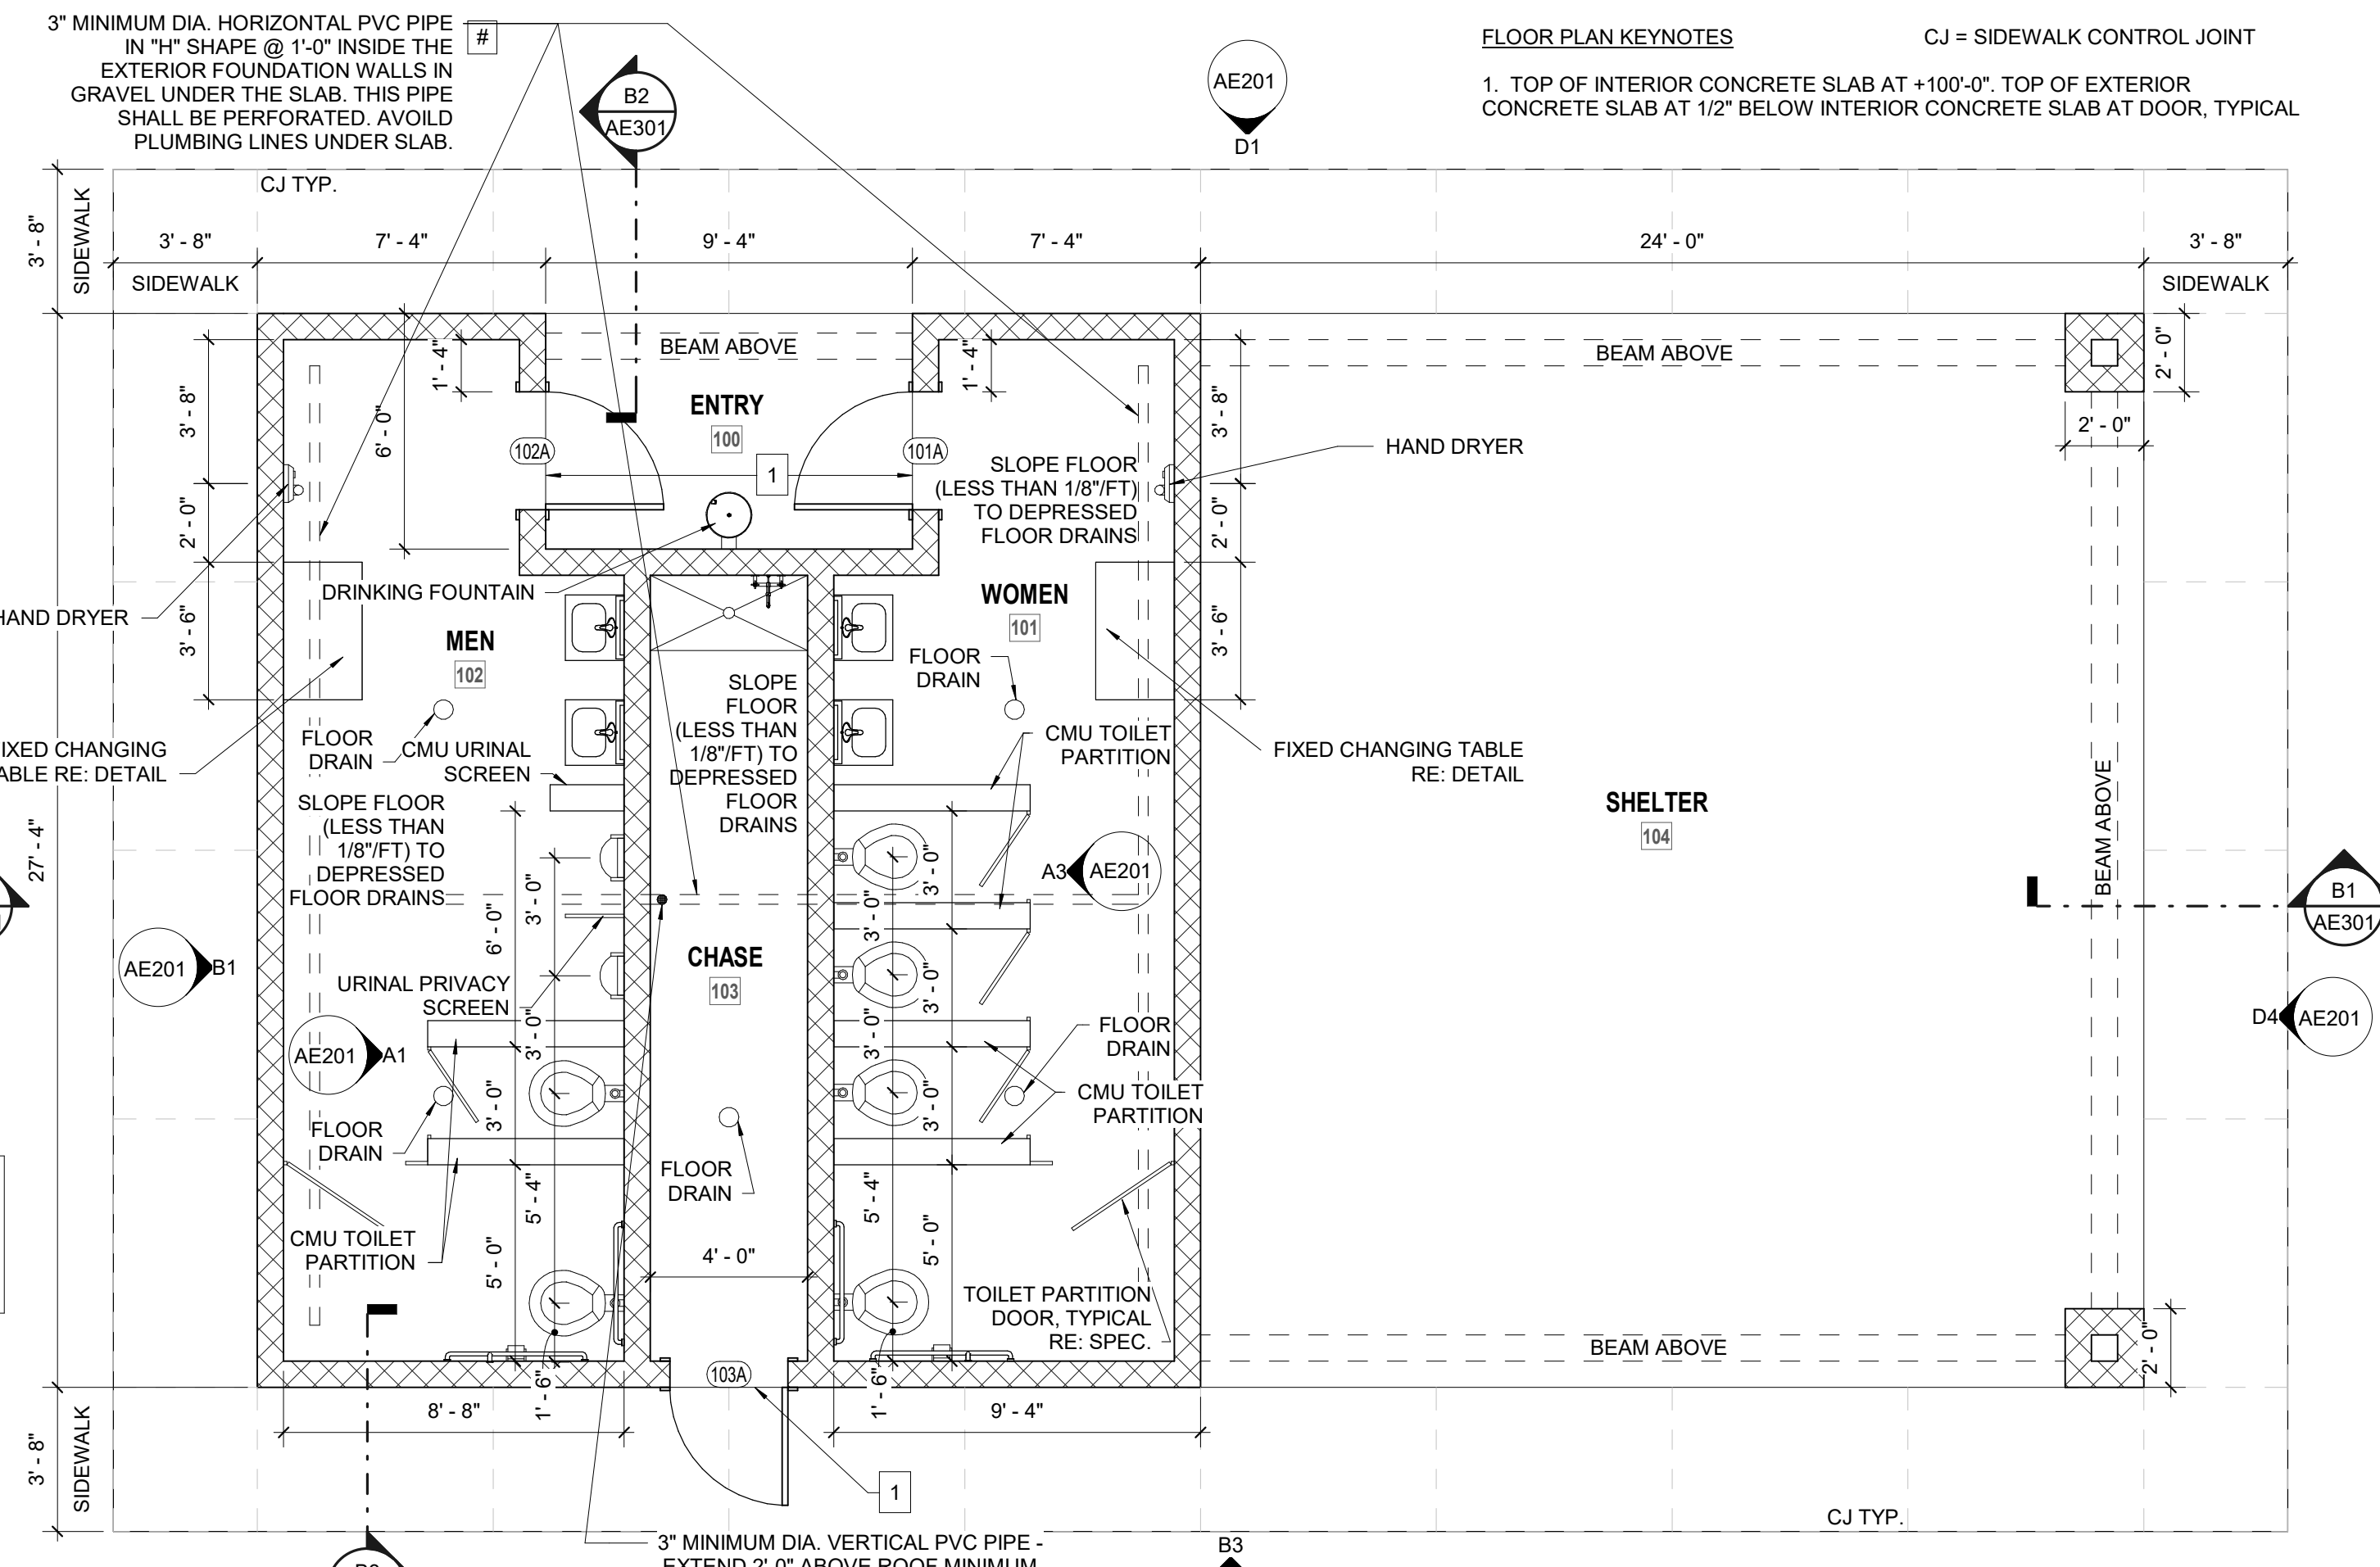 3" MINIMUM DIA. HORIZONTAL PVC PIPE
IN "H" SHAPE @ 1'-0" INSIDE THE
EXTERIOR FOUNDATION WALLS IN
GRAVEL UNDER THE SLAB. THIS PIPE
SHALL BE PERFORATED. AVOILD
PLUMBING LINES UNDER SLAB.
#
B2
AE301
AE201
D1
FLOOR PLAN KEYNOTES
CJ = SIDEWALK CONTROL JOINT
1. TOP OF INTERIOR CONCRETE SLAB AT +100'-0". TOP OF EXTERIOR
CONCRETE SLAB AT 1/2" BELOW INTERIOR CONCRETE SLAB AT DOOR, TYPICAL
CJ TYP.
3' - 8"
SIDEWALK
3' - 8"
7' - 4"
9' - 4"
7' - 4"
24' - 0"
3' - 8"
SIDEWALK
SIDEWALK
BEAM ABOVE
BEAM ABOVE
1' - 4"
1' - 4"
2' - 0"
2' - 0"
3' - 8"
6' - 0"
2' - 0"
3' - 6"
ENTRY
100
102A
101A
1
SLOPE FLOOR
(LESS THAN 1/8"/FT)
TO DEPRESSED
FLOOR DRAINS
3' - 8"
2' - 0"
3' - 6"
HAND DRYER
DRINKING FOUNTAIN
HAND DRYER
WOMEN
101
MEN
102
FLOOR
DRAIN
FLOOR
DRAIN
CMU URINAL
SCREEN
SLOPE
FLOOR
(LESS THAN
1/8"/FT) TO
DEPRESSED
FLOOR
DRAINS
CMU TOILET
PARTITION
FIXED CHANGING TABLE
RE: DETAIL
FIXED CHANGING
TABLE RE: DETAIL
SLOPE FLOOR
(LESS THAN
1/8"/FT) TO
DEPRESSED
FLOOR DRAINS
27' - 4"
SHELTER
104
BEAM ABOVE
A3
AE201
B1
AE301
AE201
B1
D4
AE201
CHASE
103
URINAL PRIVACY
SCREEN
AE201
A1
3' - 0"
6' - 0"
3' - 0"
3' - 0"
5' - 4"
5' - 0"
1' - 6"
3' - 0"
3' - 0"
3' - 0"
3' - 0"
3' - 0"
5' - 4"
5' - 0"
1' - 6"
FLOOR
DRAIN
CMU TOILET
PARTITION
FLOOR
DRAIN
FLOOR
DRAIN
CMU TOILET
PARTITION
4' - 0"
TOILET PARTITION
DOOR, TYPICAL
RE: SPEC.
BEAM ABOVE
2' - 0"
103A
8' - 8"
9' - 4"
3' - 8"
SIDEWALK
1
CJ TYP.
3" MINIMUM DIA. VERTICAL PVC PIPE -
EXTEND 2'-0" ABOVE ROOF MINIMUM
B3